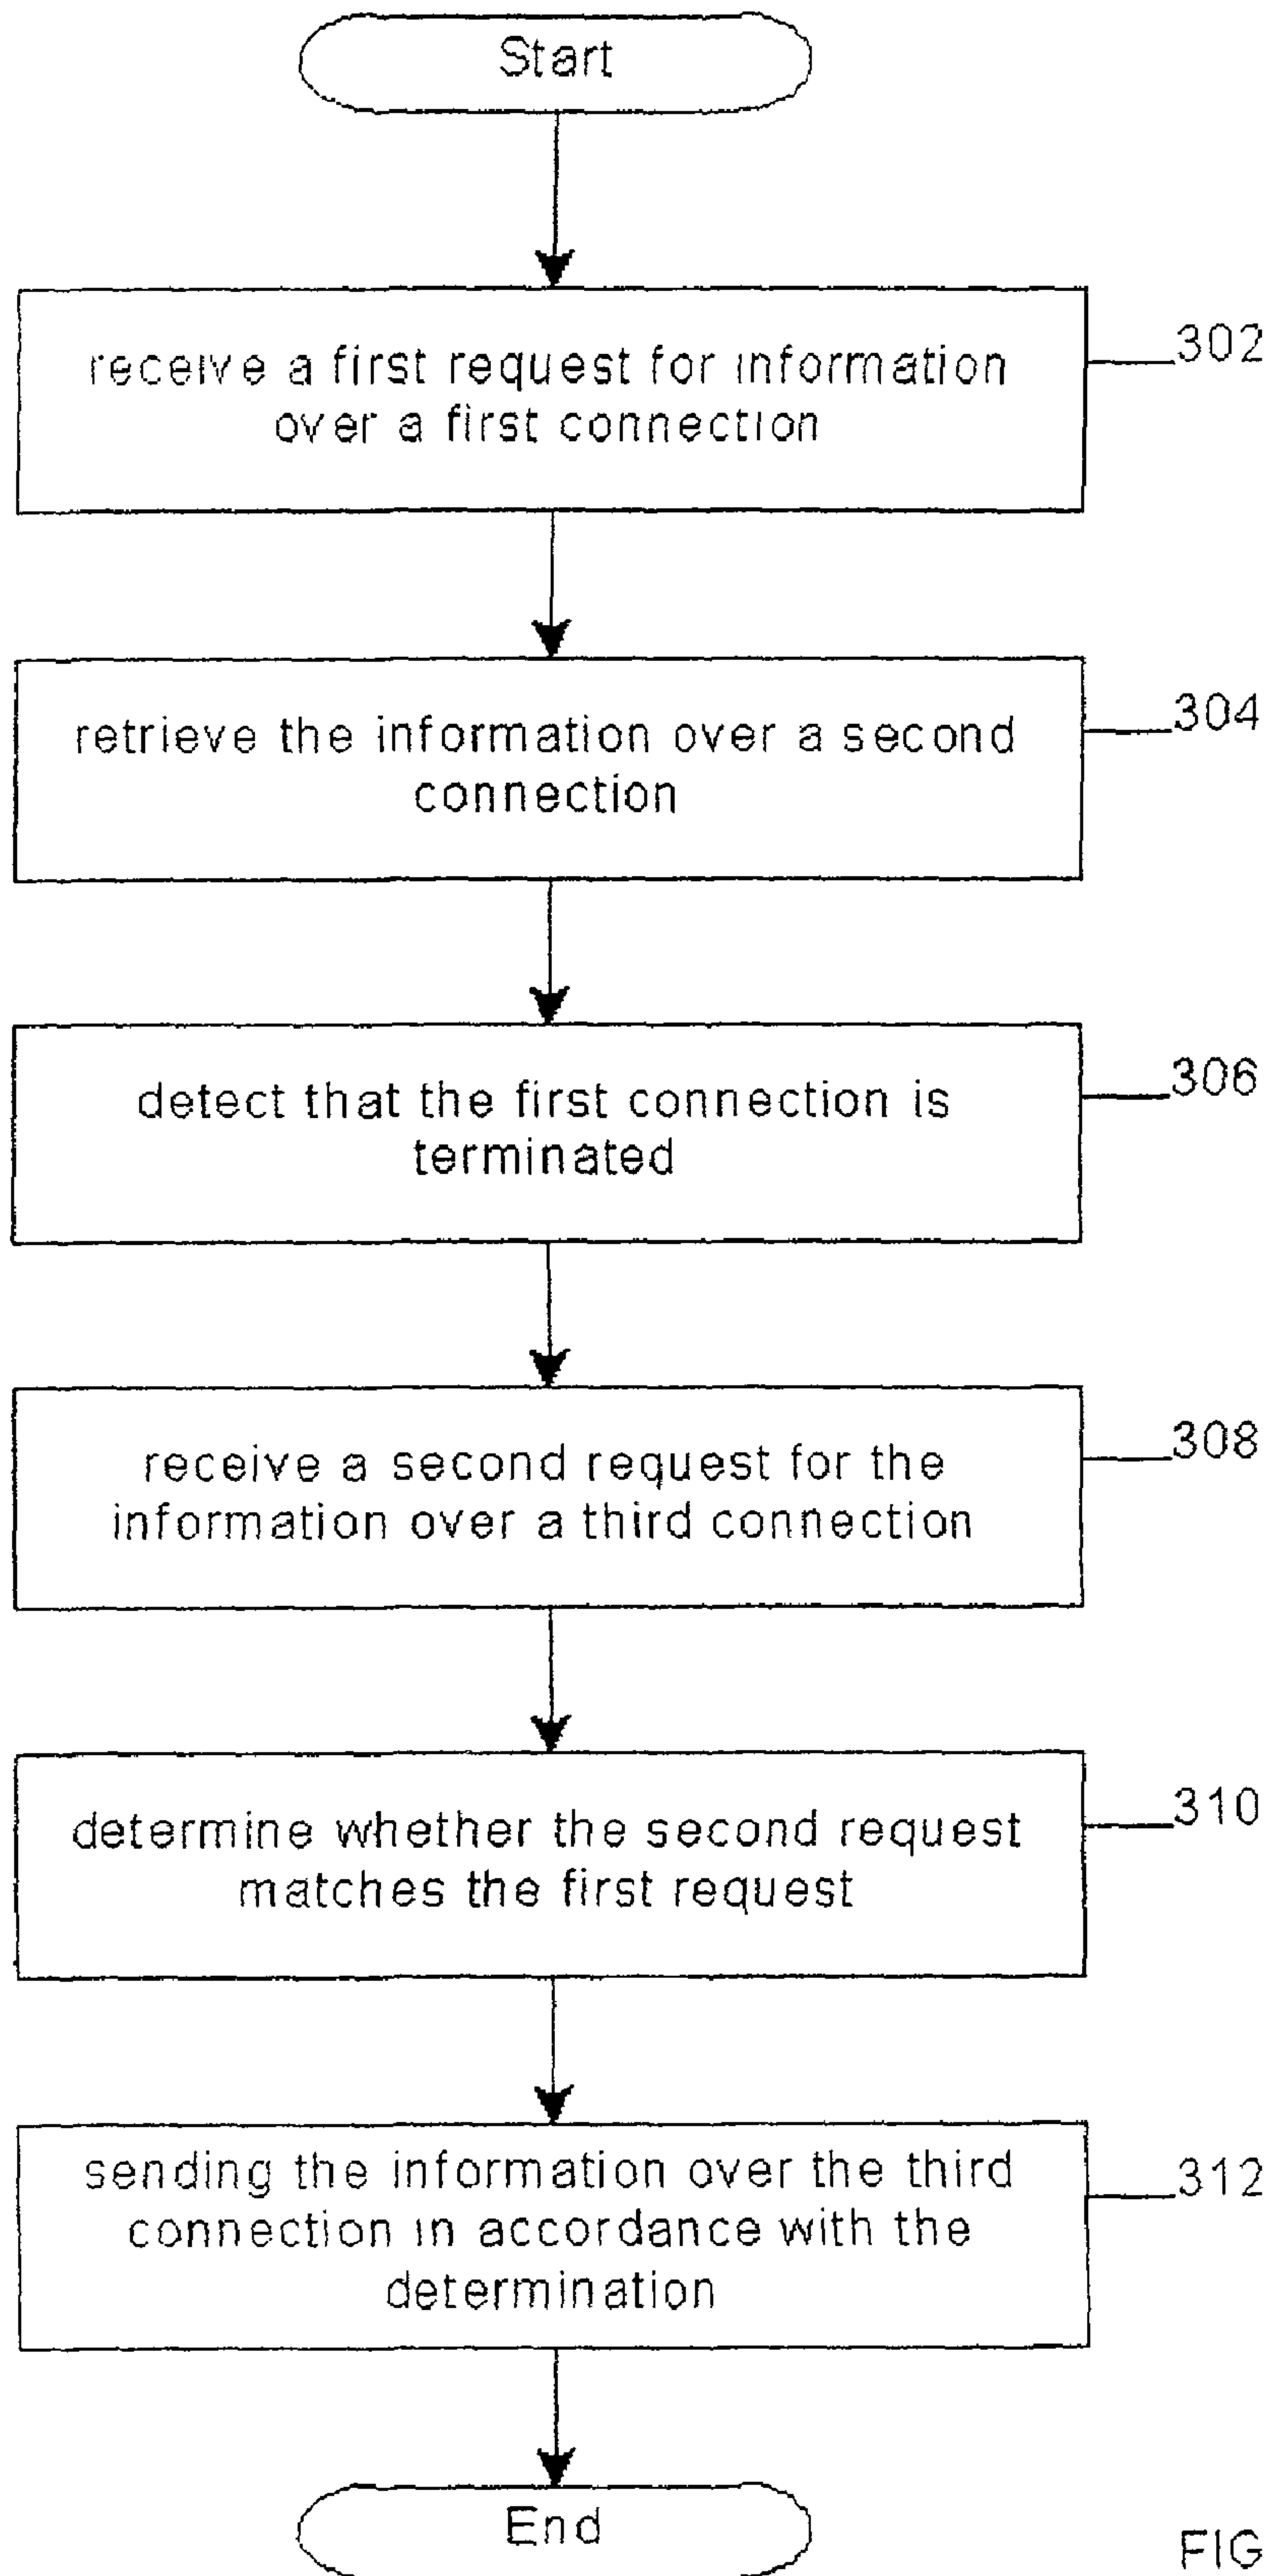 Start
receive a first request for information
over a first connection
302
retrieve the information over a second
connection
304
detect that the first connection is
terminated
306
receive a second request for the
information over a third connection
308
determine whether the second request
matches the first request
310
sending the information over the third
connection in accordance with the
determination
312
End
FIG